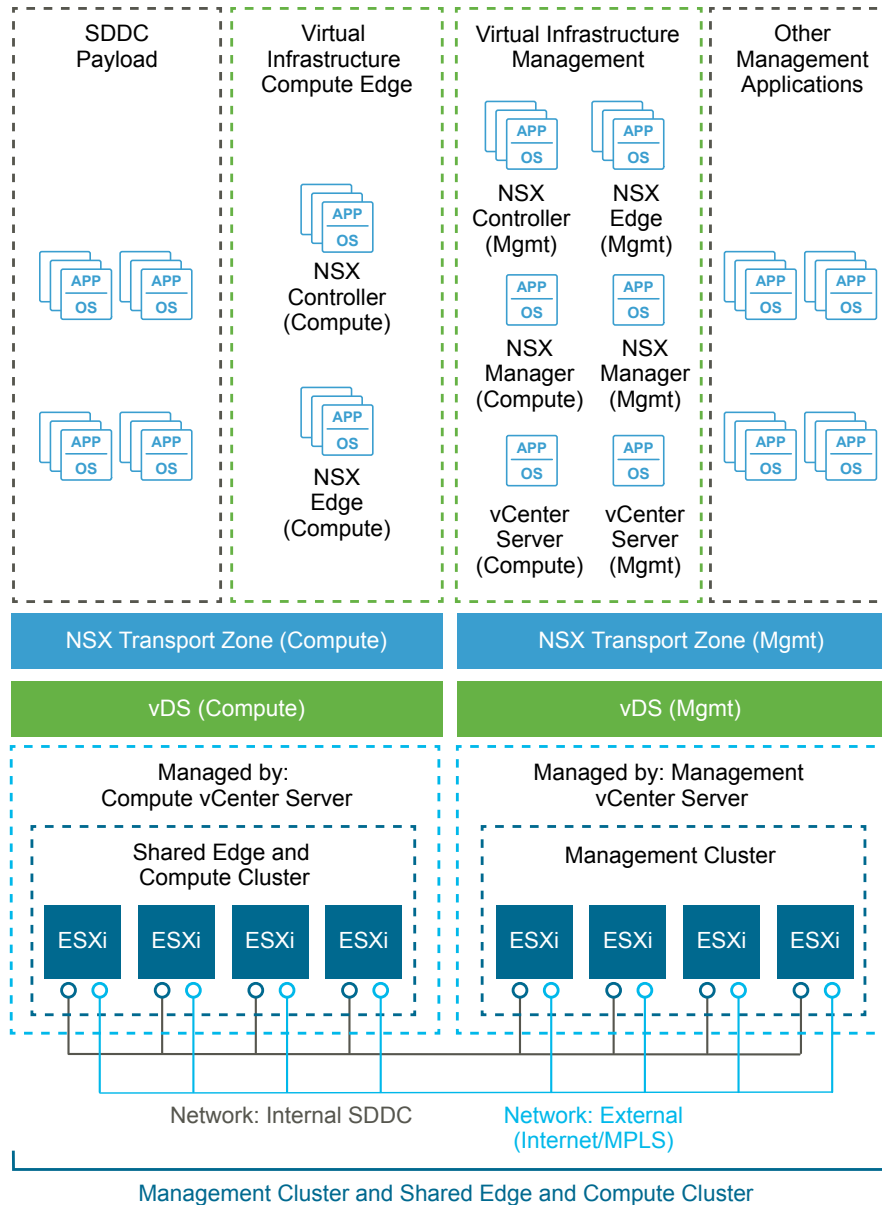 SDDC
Payload
Virtual
Infrastructure
Compute Edge
Virtual Infrastructure
Management
Other
Management
Applications
APP
OS
APP
OS
APP
OS
APP
OS
APP
OS
NSX
Controller
(Compute)
APP
OS
NSX
Edge
(Compute)
APP
OS
NSX
Controller
(Mgmt)
APP
OS
NSX
Edge
(Mgmt)
APP
OS
NSX
Manager
(Compute)
APP
OS
NSX
Manager
(Mgmt)
APP
OS
vCenter
Server
(Compute)
APP
OS
vCenter
Server
(Mgmt)
APP
OS
APP
OS
APP
OS
APP
OS
NSX Transport Zone (Compute)
NSX Transport Zone (Mgmt)
vDS (Compute)
vDS (Mgmt)
Managed by:
Compute vCenter Server
Shared Edge and
Compute Cluster
ESXi
ESXi
ESXi
ESXi
Managed by: Management
vCenter Server
Management Cluster
ESXi
ESXi
ESXi
ESXi
Network: Internal SDDC
Network: External
(Internet/MPLS)
Management Cluster and Shared Edge and Compute Cluster